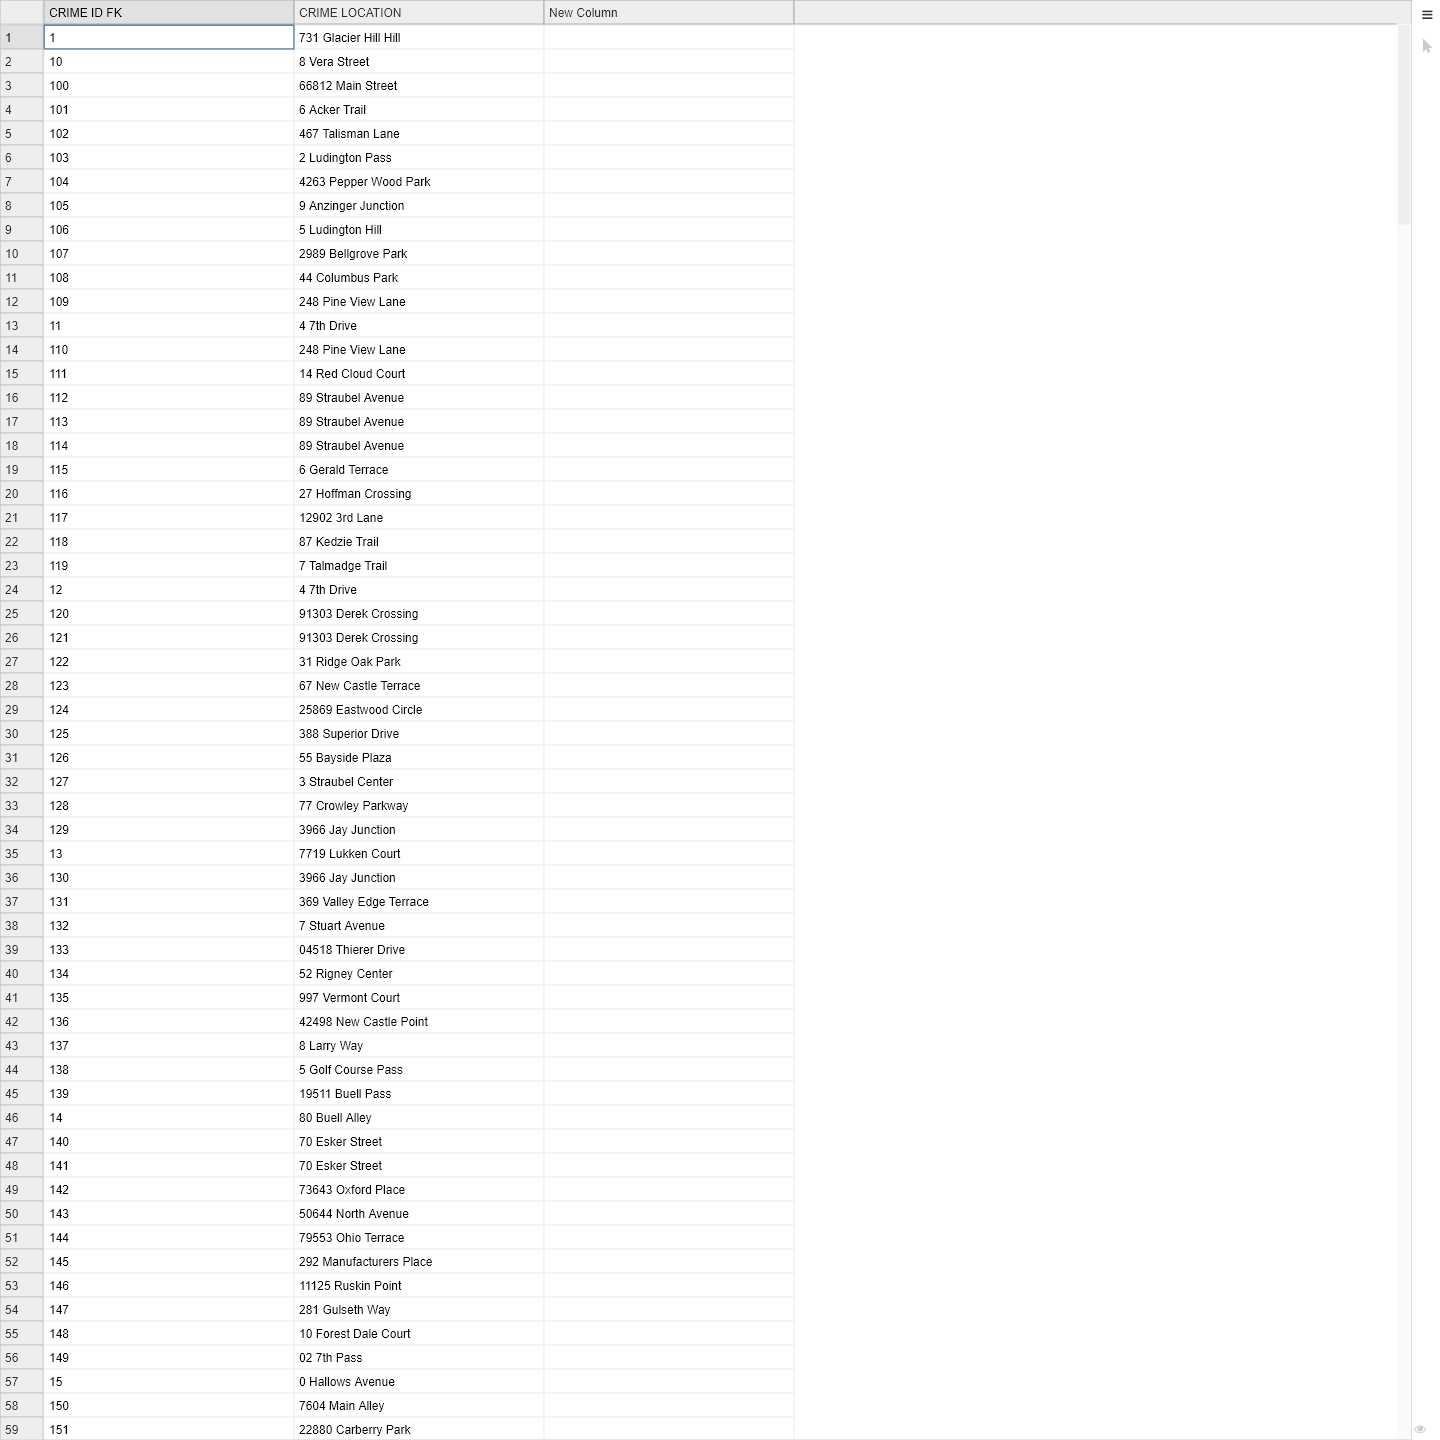 CRIME ID FK CRIME LOCATION New Column
1 1 731 Glacier Hill Hill
2 10 8 Vera Street
3 100 66812 Main Street
4 101 6 Acker Trail
5 102 467 Talisman Lane
6 103 2 Ludington Pass
7 104 4263 Pepper Wood Park
8 105 9 Anzinger Junction
9 106 5 Ludington Hill
10 107 2989 Bellgrove Park
11 108 44 Columbus Park
12 109 248 Pine View Lane
13 11 4 7th Drive
14 110 248 Pine View Lane
15 111 14 Red Cloud Court
16 112 89 Straubel Avenue
17 113 89 Straubel Avenue
18 114 89 Straubel Avenue
19 115 6 Gerald Terrace
20 116 27 Hoffman Crossing
21 117 12902 3rd Lane
22 118 87 Kedzie Trail
23 119 7 Talmadge Trail
24 12 4 7th Drive
25 120 91303 Derek Crossing
26 121 91303 Derek Crossing
27 122 31 Ridge Oak Park
28 123 67 New Castle Terrace
29 124 25869 Eastwood Circle
30 125 388 Superior Drive
31 126 55 Bayside Plaza
32 127 3 Straubel Center
33 128 77 Crowley Parkway
34 129 3966 Jay Junction
35 13 7719 Lukken Court
36 130 3966 Jay Junction
37 131 369 Valley Edge Terrace
38 132 7 Stuart Avenue
39 133 04518 Thierer Drive
40 134 52 Rigney Center
41 135 997 Vermont Court
42 136 42498 New Castle Point
43 137 8 Larry Way
44 138 5 Golf Course Pass
45 139 19511 Buell Pass
46 14 80 Buell Alley
47 140 70 Esker Street
48 141 70 Esker Street
49 142 73643 Oxford Place
50 143 50644 North Avenue
51 144 79553 Ohio Terrace
52 145 292 Manufacturers Place
53 146 11125 Ruskin Point
54 147 281 Gulseth Way
55 148 10 Forest Dale Court
56 149 02 7th Pass
57 15 0 Hallows Avenue
58 150 7604 Main Alley
59 151 22880 Carberry Park